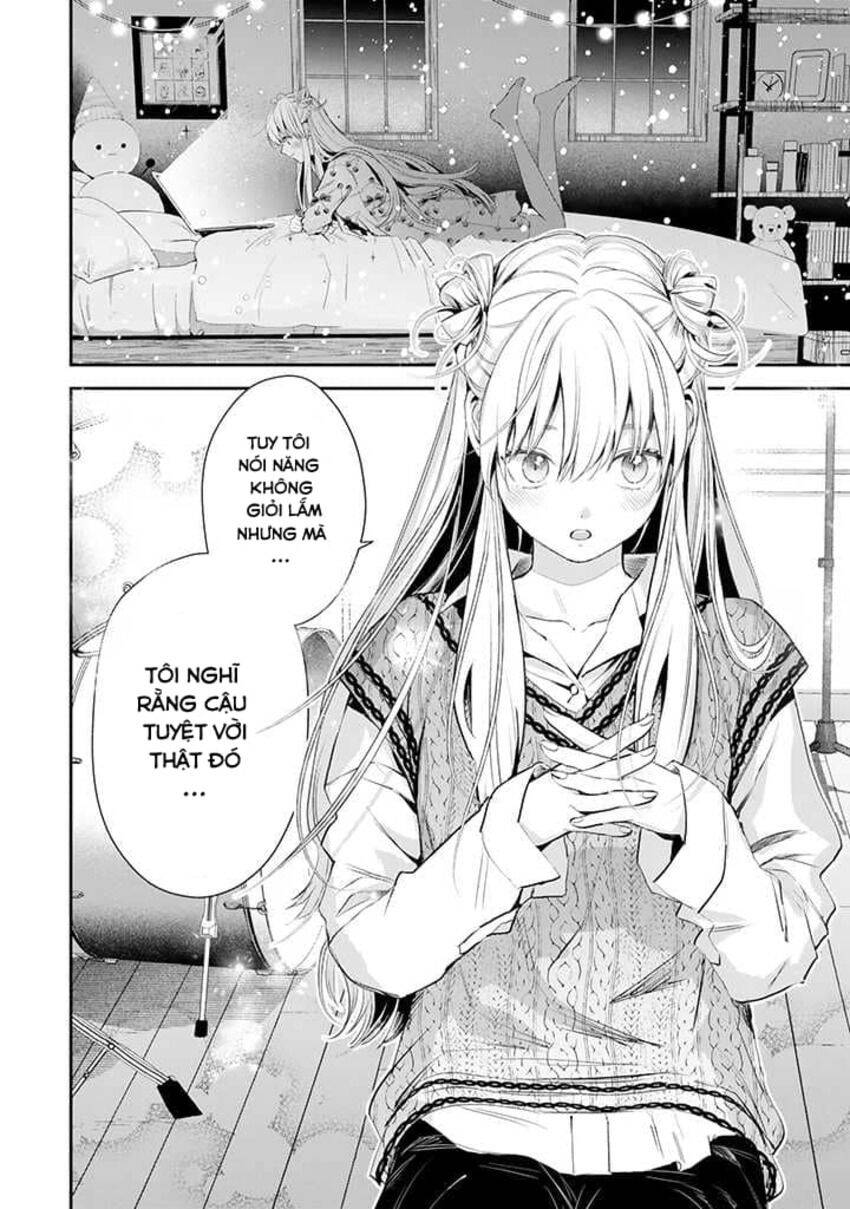 TUY TÔI
NÓI NĂNG
KHÔNG
GIỎI LẮM
NHƯNG MÀ
...
TÔI NGHĨ
RẰNG CẬU
TUYỆT VỜI
THẬT ĐÓ
...